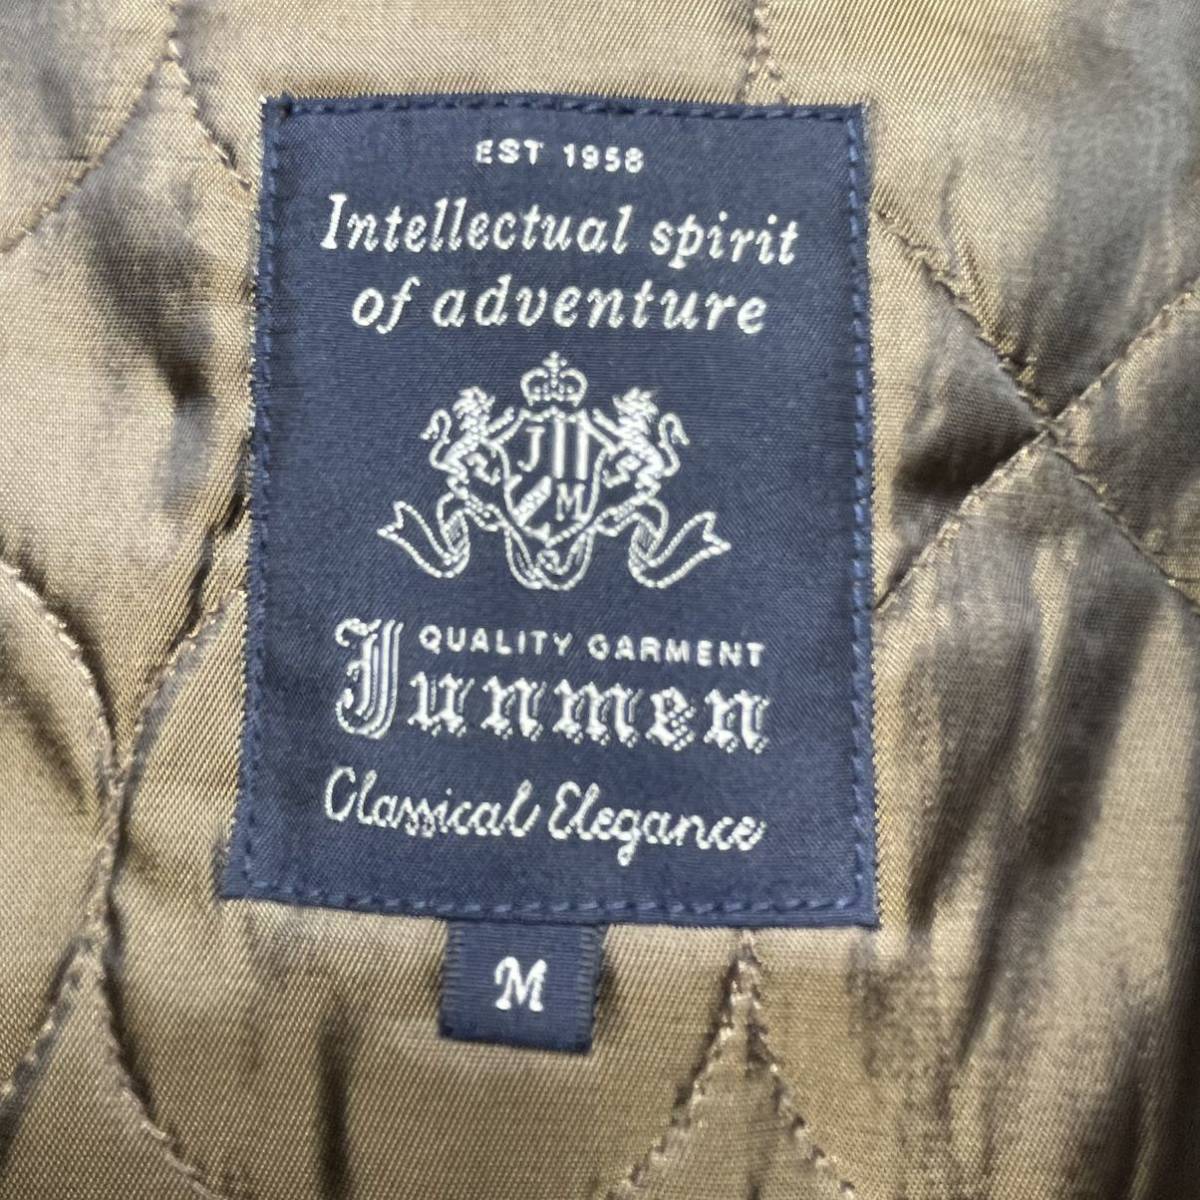 EST 1958
Intellectual spirit
of adventure
J
M
QUALITY GARMENT
Junmen
Classical Elegance
M